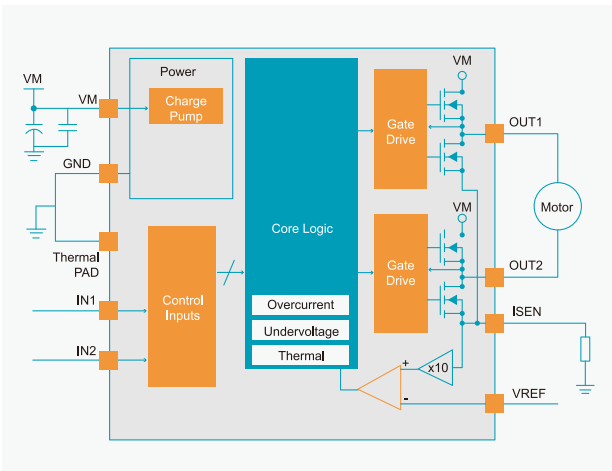 VM
VM
Power
Charge
Pump
GND
Thermal
PAD
IN1
IN2
Control
Inputs
Core Logic
Overcurrent
Undervoltage
Thermal
VM
Gate
Drive
OUT1
Motor
VM
Gate
Drive
OUT2
ISEN
x10
+
-
VREF